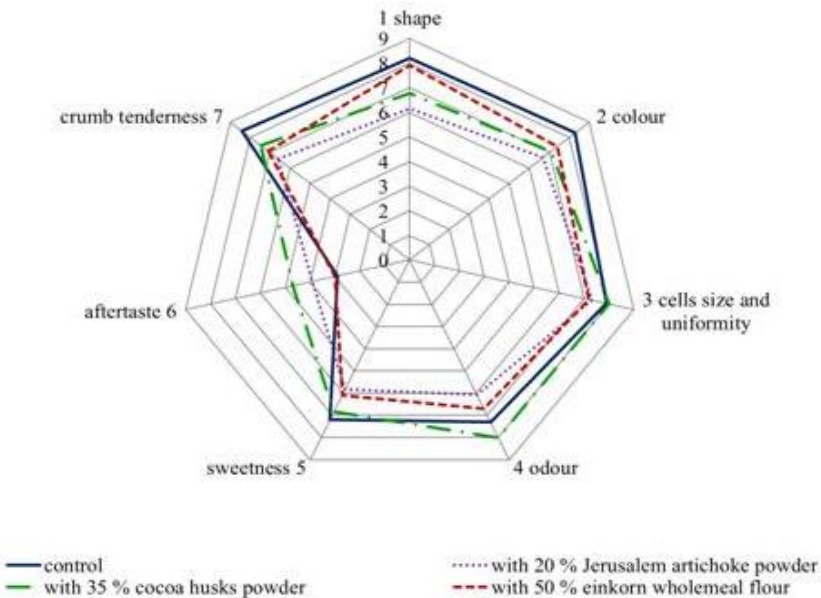 1 shape
9
8
7
6
5
4
3
2
1
0
2 colour
3 cells size and
uniformity
4 odour
sweetness 5
aftertaste 6
crumb tenderness 7
control
with 20 % Jerusalem artichoke powder
with 35 % cocoa husks powder
with 50 % einkorn wholemeal flour